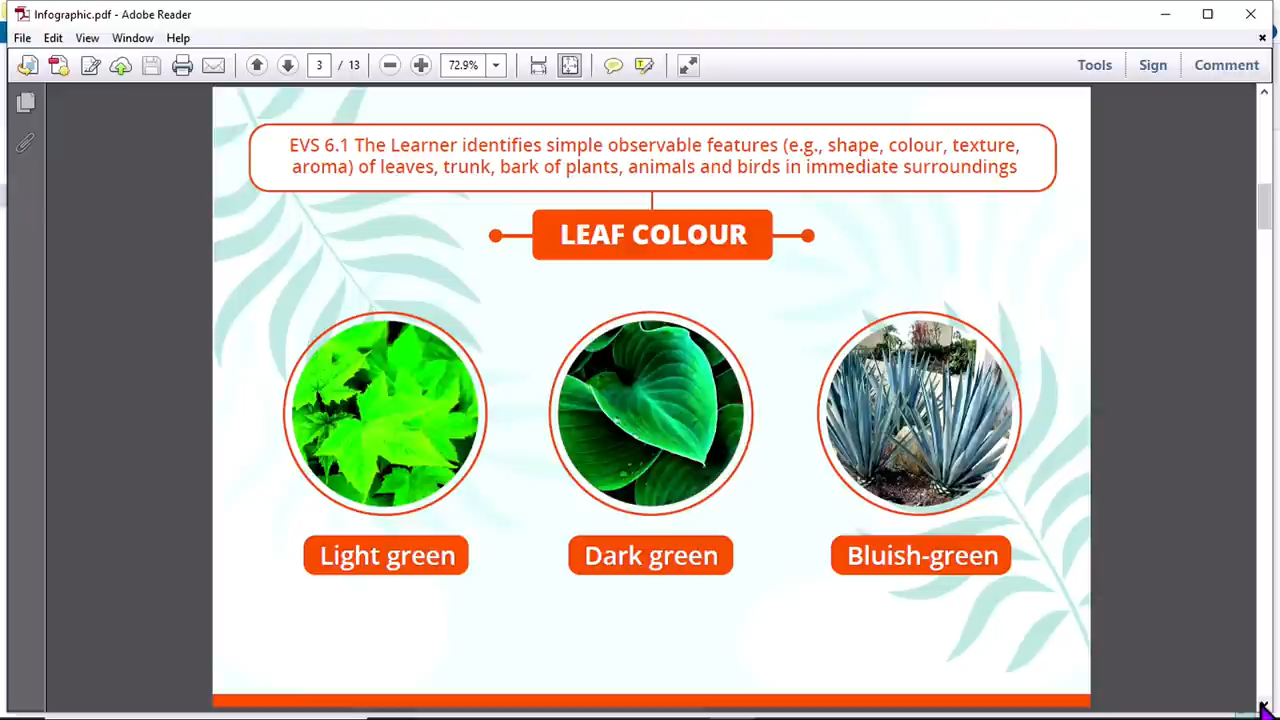 Infographic.pdf - Adobe Reader
File Edit View Window Help
3 / 13 72.9% Tools Sign Comment
EVS 6.1 The Learner identifies simple observable features (e.g., shape, colour, texture,
aroma) of leaves, trunk, bark of plants, animals and birds in immediate surroundings
LEAF COLOUR
Light green Dark green Bluish-green